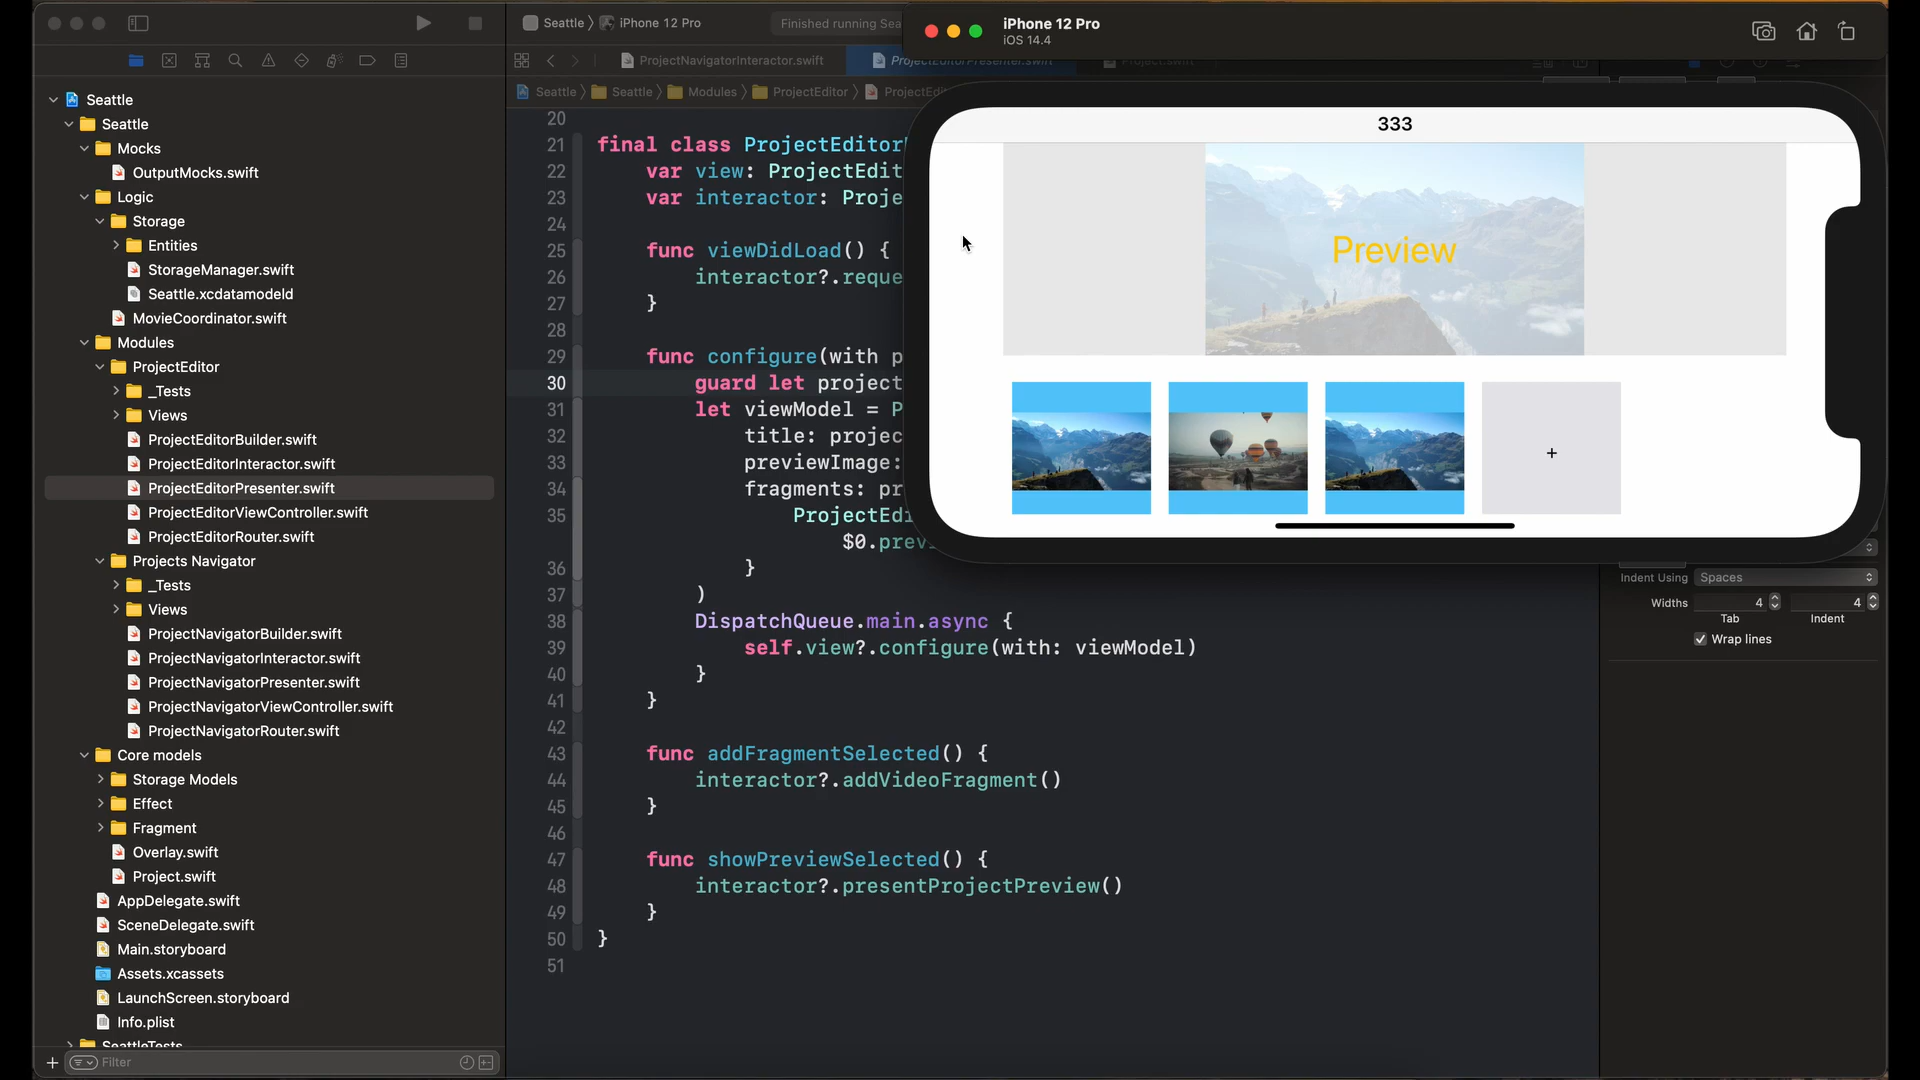 Seattle
iPhone 12 Pro
Finished running Sea
iPhone 12 Pro
iOS 14.4
ProjectNavigatorInteractor.swift
ProjectEditorPresenter.swift
Project.swift
Seattle
Seattle
Modules
ProjectEditor
ProjectEdi
Seattle
Seattle
Mocks
OutputMocks.swift
Logic
Storage
Entities
StorageManager.swift
Seattle.xcdatamodeld
MovieCoordinator.swift
Modules
ProjectEditor
_Tests
Views
ProjectEditorBuilder.swift
ProjectEditorInteractor.swift
ProjectEditorPresenter.swift
ProjectEditorViewController.swift
ProjectEditorRouter.swift
Projects Navigator
_Tests
Views
ProjectNavigatorBuilder.swift
ProjectNavigatorInteractor.swift
ProjectNavigatorPresenter.swift
ProjectNavigatorViewController.swift
ProjectNavigatorRouter.swift
Core models
Storage Models
Effect
Fragment
Overlay.swift
Project.swift
AppDelegate.swift
SceneDelegate.swift
Main.storyboard
Assets.xcassets
LaunchScreen.storyboard
Info.plist
SeattleTests
+ Filter
20
21 final class ProjectEditor
22 var view: ProjectEdit
23 var interactor: Proje
24
25 func viewDidLoad() {
26 interactor?.reque
27 }
28
29 func configure(with p
30 guard let project
31 let viewModel = P
32 title: projec
33 previewImage:
34 fragments: pr
35 ProjectEdi
$0.previ
36 }
37 )
38 DispatchQueue.main.async {
39 self.view?.configure(with: viewModel)
40 }
41 }
42
43 func addFragmentSelected() {
44 interactor?.addVideoFragment()
45 }
46
47 func showPreviewSelected() {
48 interactor?.presentProjectPreview()
49 }
50 }
51
333
Preview
+
Indent Using Spaces
Widths 4 4
Tab Indent
Wrap lines